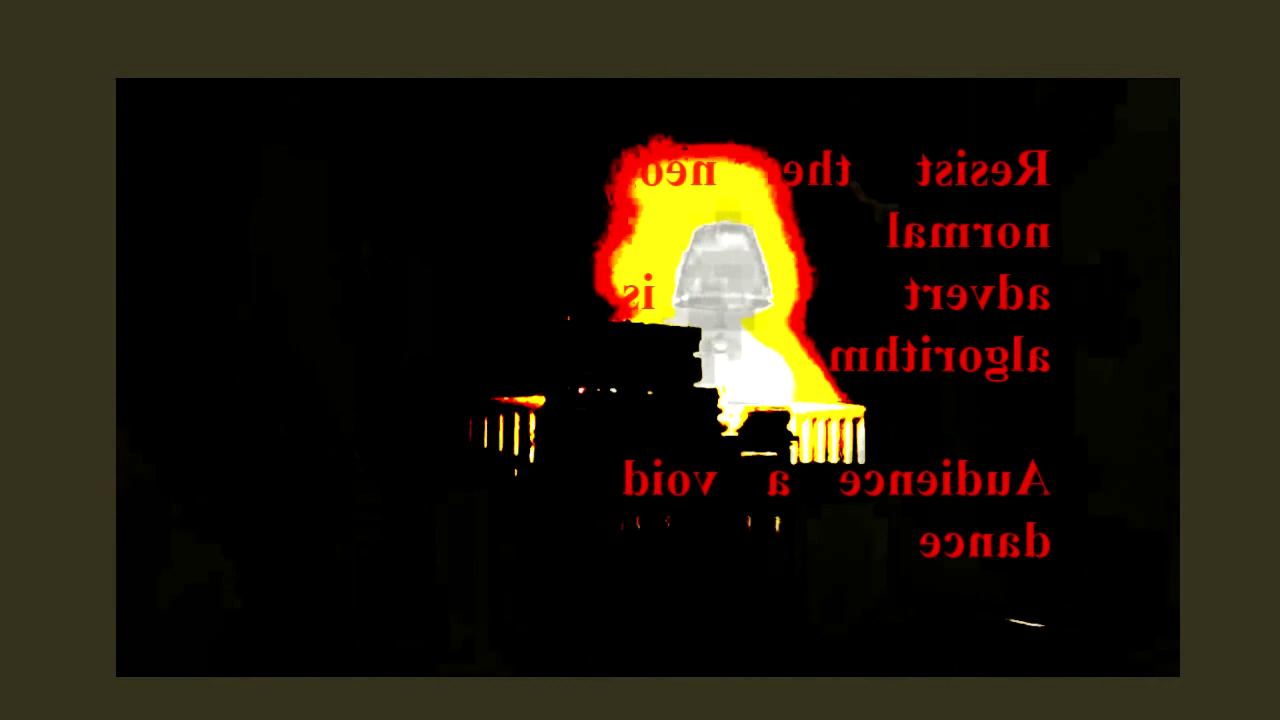 Resist the neo
normal
advert is
algorithm
Audience a void
dance